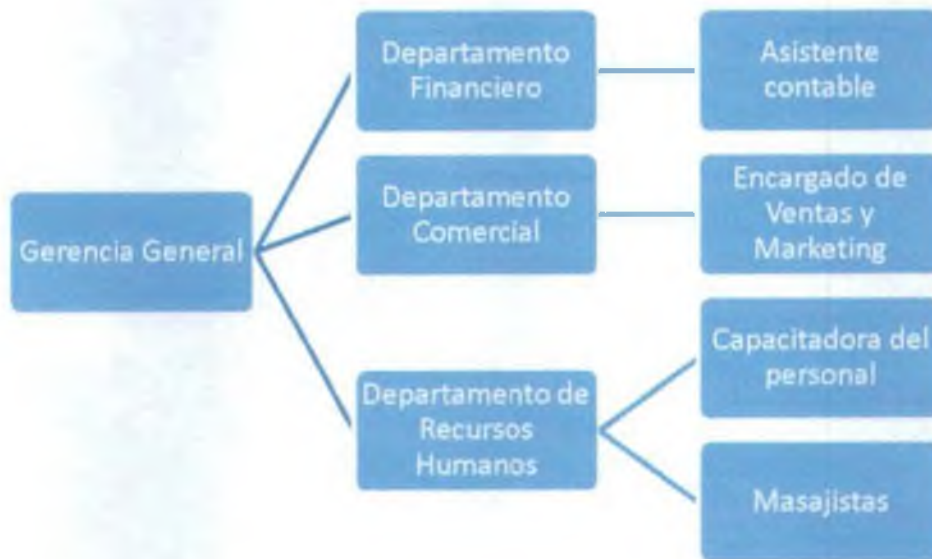 Gerencia General
Departamento
Financiero
Asistente
contable
Departamento
Comercial
Encargado de
Ventas y
Marketing
Departamento de
Recursos
Humanos
Capacitadora del
personal
Masajistas